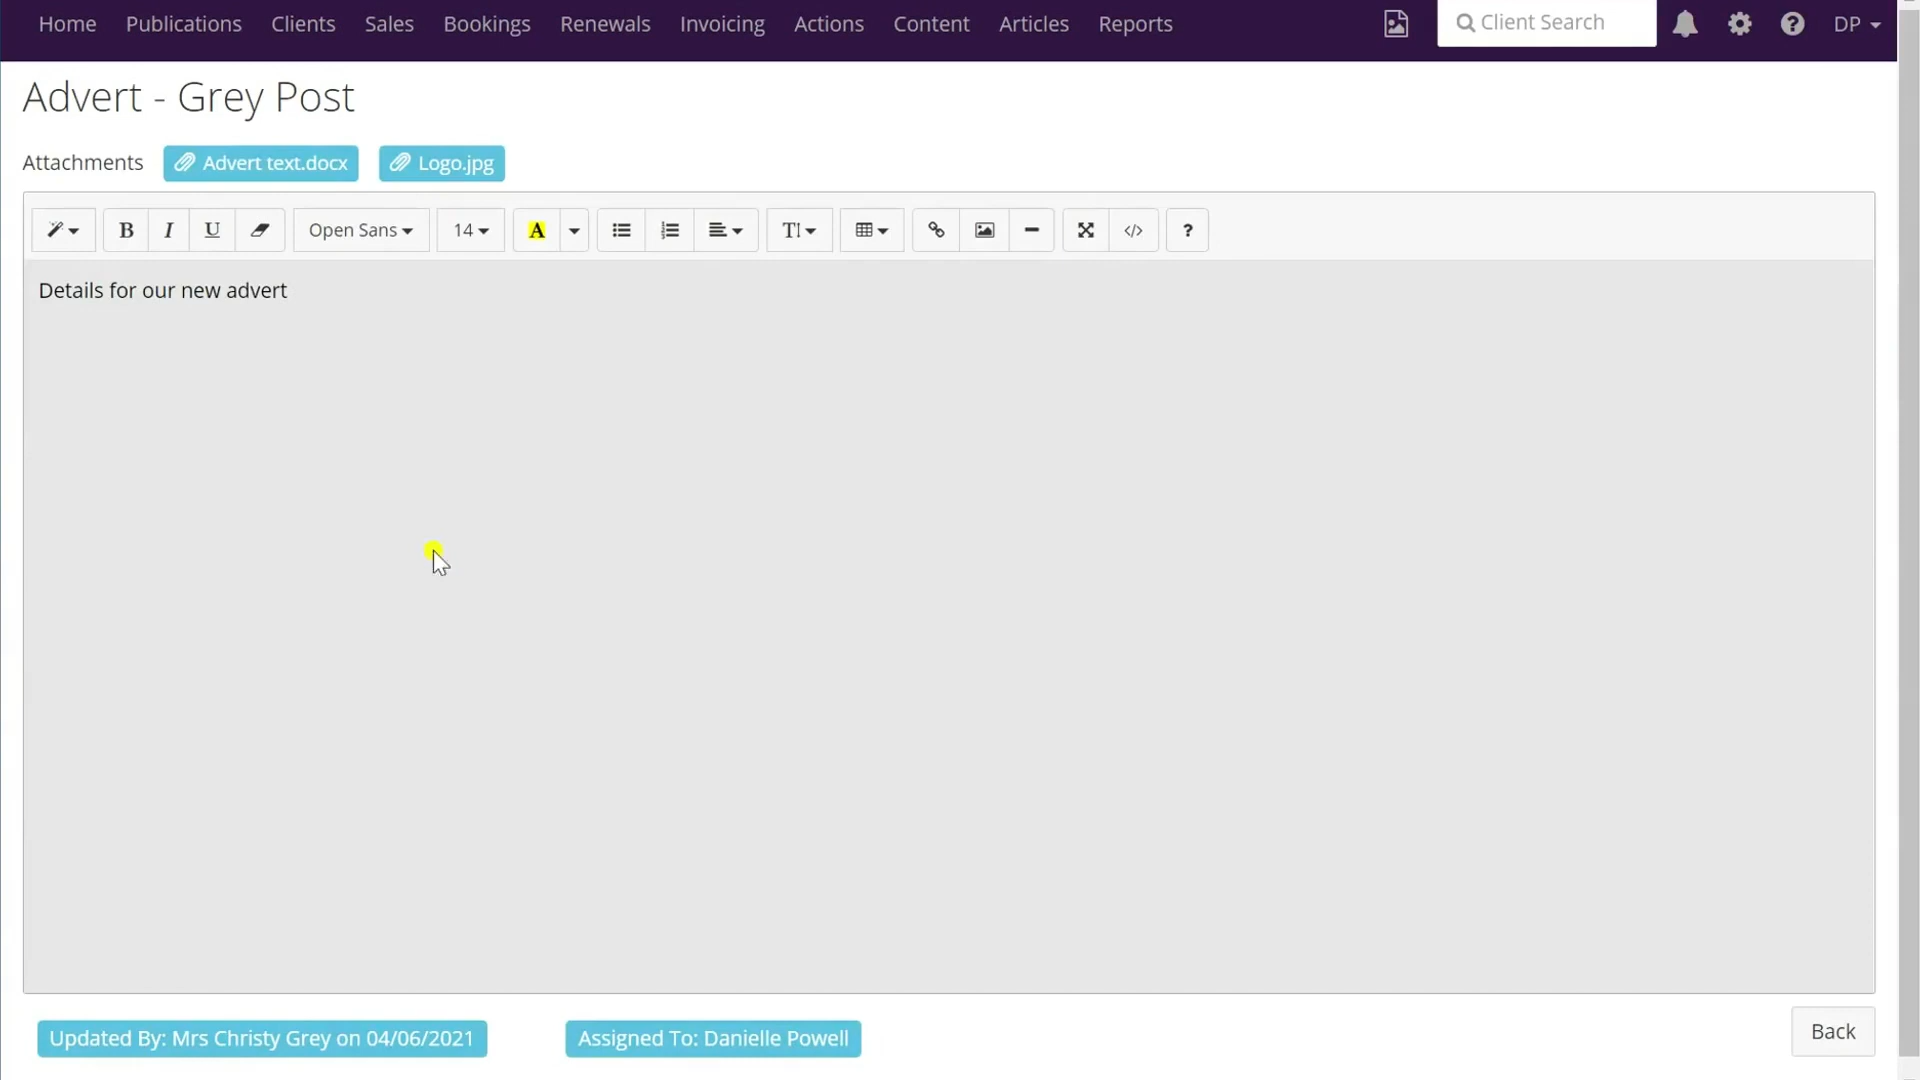 Home Publications Clients Sales Bookings Renewals Invoicing Actions Content Articles Reports Client Search DP
Advert - Grey Post
Attachments Advert text.docx Logo.jpg
B I U Open Sans 14 A TI </> ?
Details for our new advert
Updated By: Mrs Christy Grey on 04/06/2021 Assigned To: Danielle Powell Back